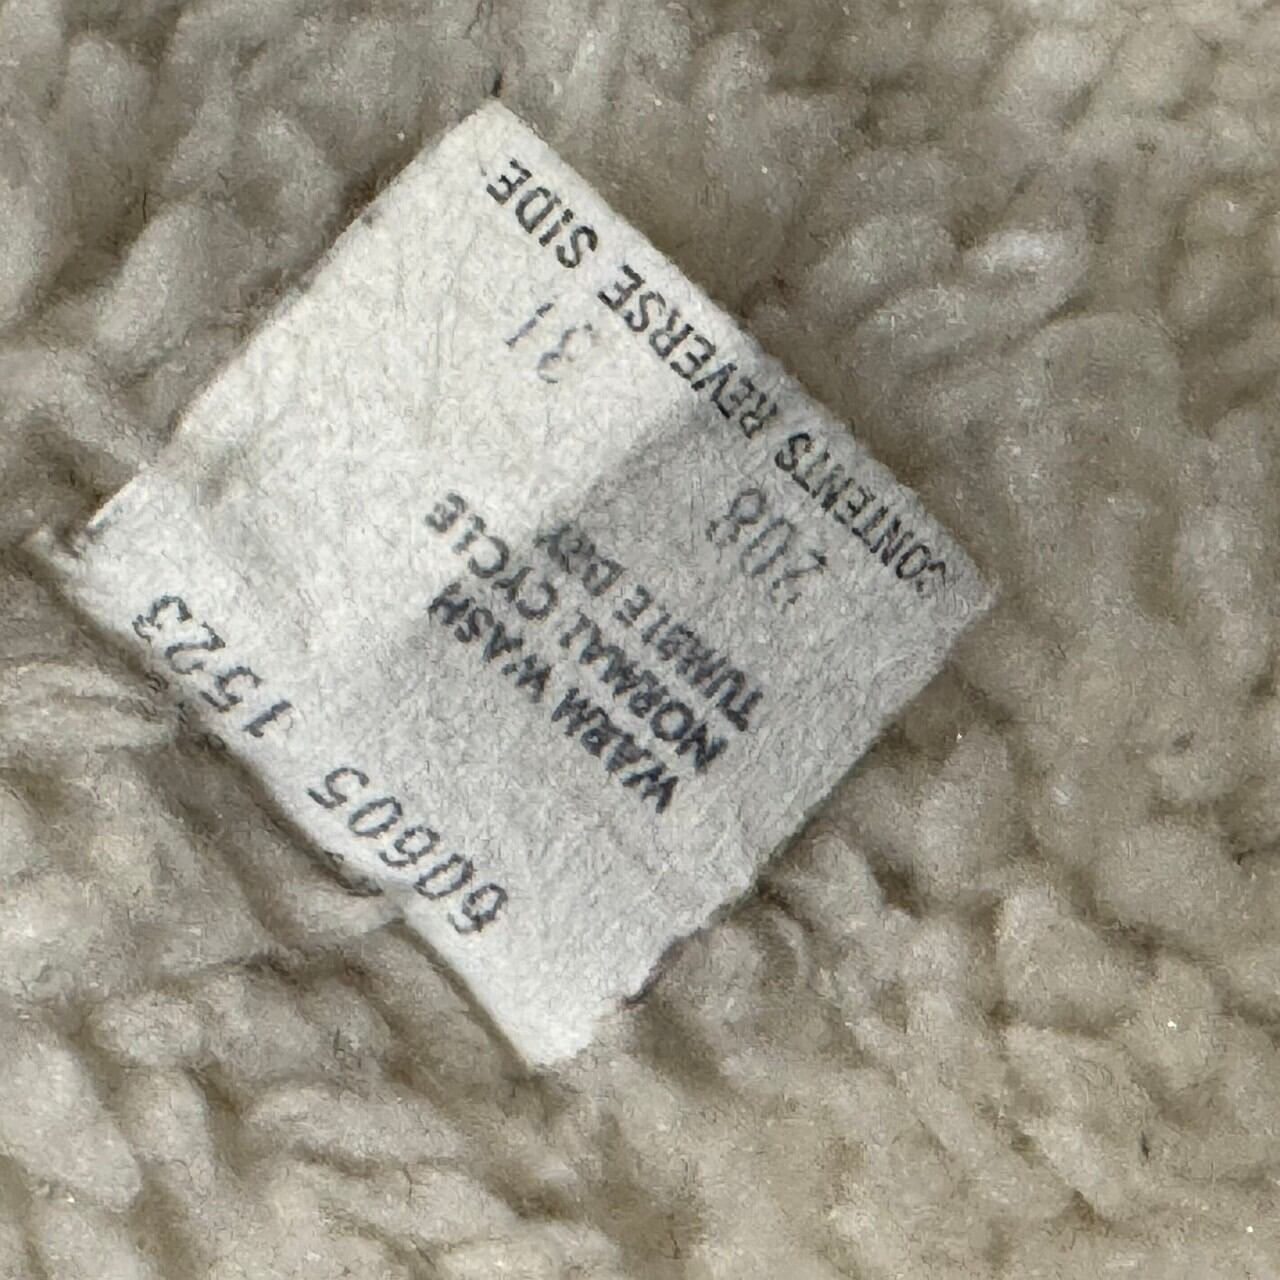 60605 1523
WARM WASH
NORMAL CYCLE
TUMBLE DRY
208 31
CONTENTS REVERSE SIDE